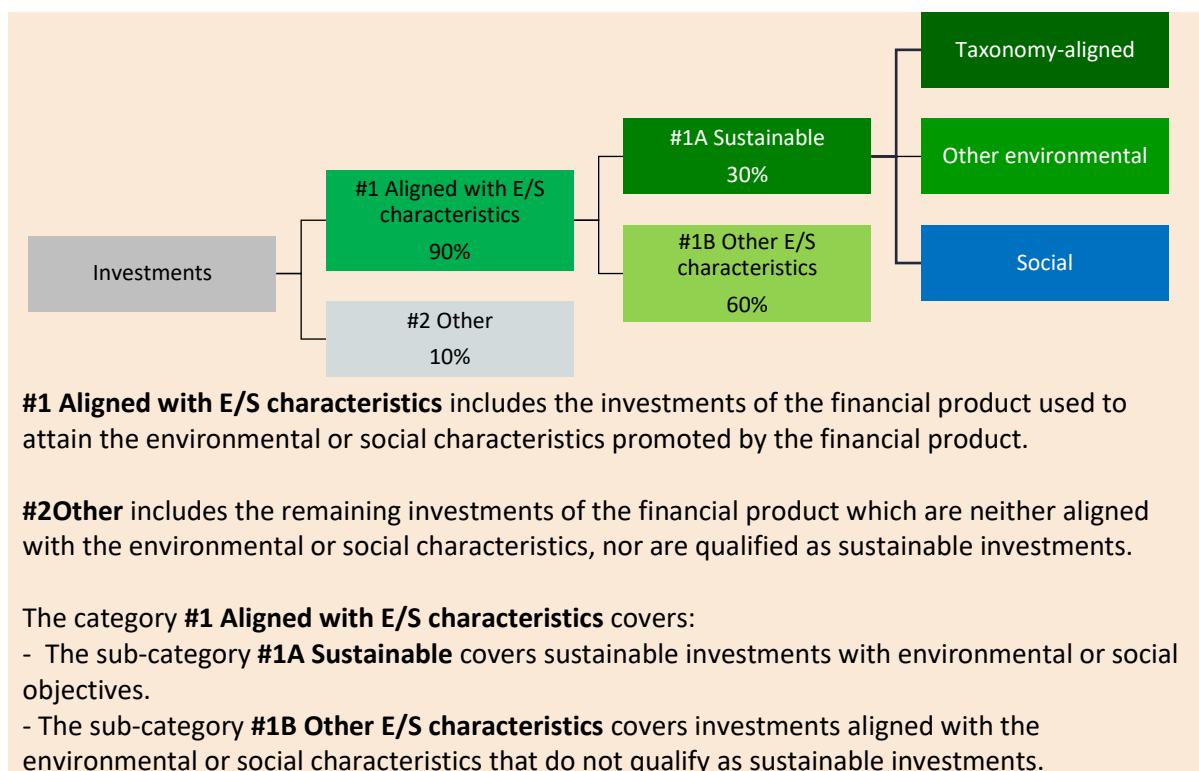 Taxonomy-aligned
#1A Sustainable
30%
Other environmental
#1 Aligned with E/S
characteristics
90%
#1B Other E/S
characteristics
60%
Social
Investments
#2 Other
10%
#1 Aligned with E/S characteristics includes the investments of the financial product used to
attain the environmental or social characteristics promoted by the financial product.
#2Other includes the remaining investments of the financial product which are neither aligned
with the environmental or social characteristics, nor are qualified as sustainable investments.
The category #1 Aligned with E/S characteristics covers:
- The sub-category #1A Sustainable covers sustainable investments with environmental or social
objectives.
- The sub-category #1B Other E/S characteristics covers investments aligned with the
environmental or social characteristics that do not qualify as sustainable investments.